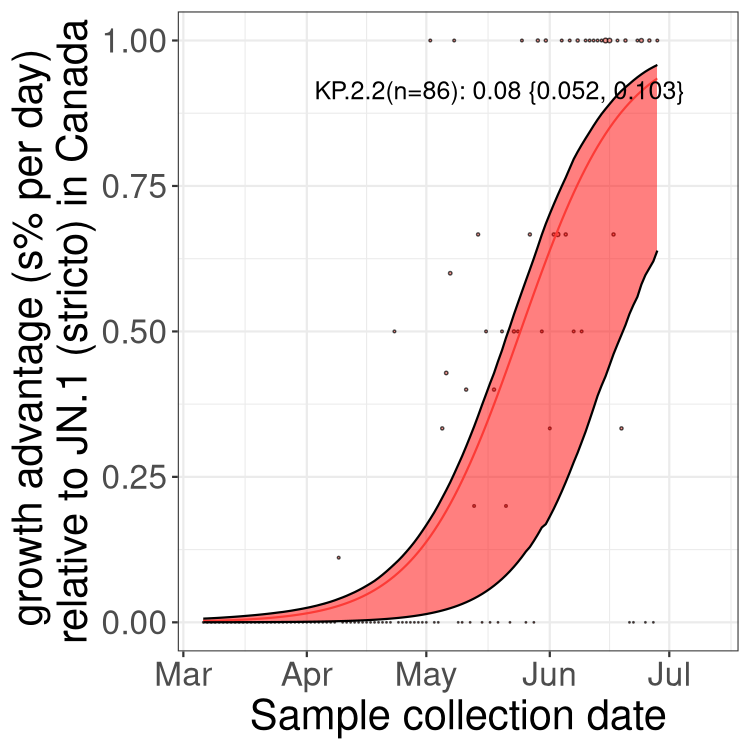 growth advantage (s% per day)
relative to JN.1 (stricto) in Canada
1.00
0.75
0.50
0.25
0.00
KP.2.2(n=86): 0.08 {0.052, 0.103}
Mar Apr May Jun Jul
Sample collection date